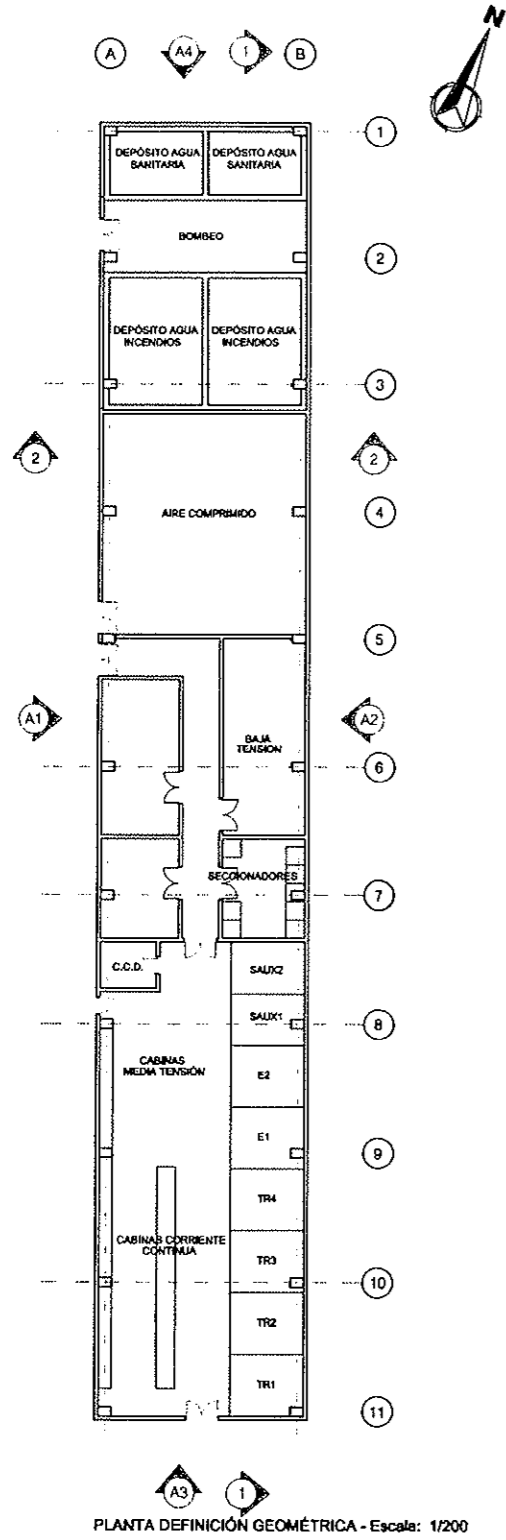 N
A
A4
1
B
1
DEPÓSITO AGUA
SANITARIA
DEPÓSITO AGUA
SANITARIA
BOMBEO
2
DEPÓSITO AGUA
INCENDIOS
DEPÓSITO AGUA
INCENDIOS
3
2
2
AIRE COMPRIMIDO
4
5
A1
A2
BAJA
TENSION
6
SECCIONADORES
7
C.C.D.
SAUX2
SAUX1
8
CABINAS
MEDIA TENSIÓN
E2
E1
9
TR4
CABINAS CORRIENTE
CONTINUA
TR3
10
TR2
TR1
11
A3
1
PLANTA DEFINICIÓN GEOMÉTRICA - Escala: 1/200